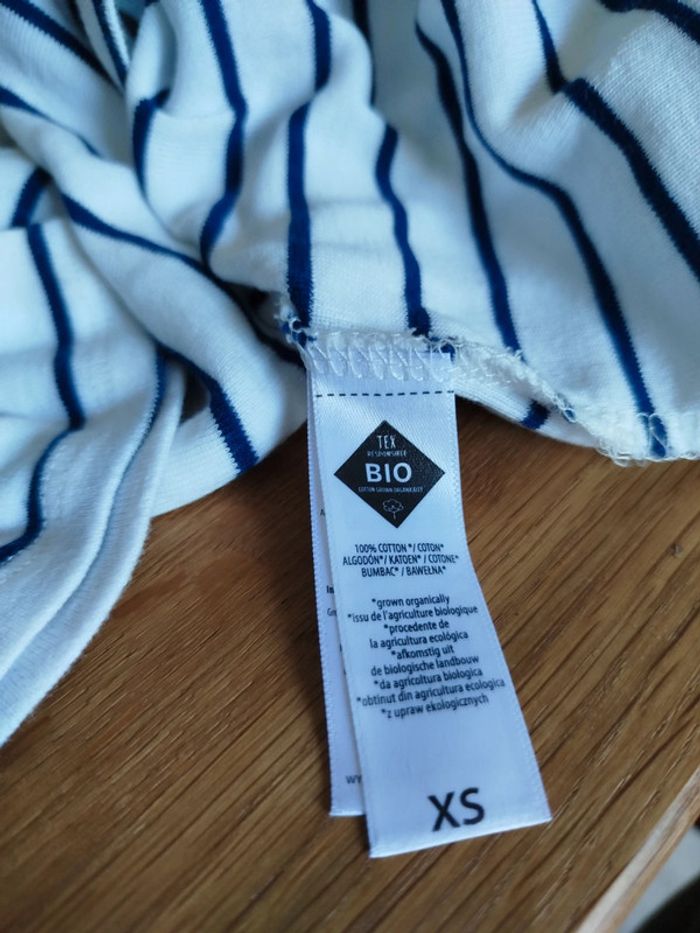 TEX
RESPONSIBLE
BIO
COTTON GROWN ORGANICALLY
100% COTTON*/ COTON*
ALGODÓN*/ KATOEN* / COTONE*
BUMBAC* / BAWEŁNA*
*grown organically
*issu de l'agriculture biologique
*procedente de
la agricultura ecológica
*afkomstig uit
de biologische landbouw
*da agricoltura biologica
*obtinut din agricultura ecologica
*z upraw ekologicznych
XS